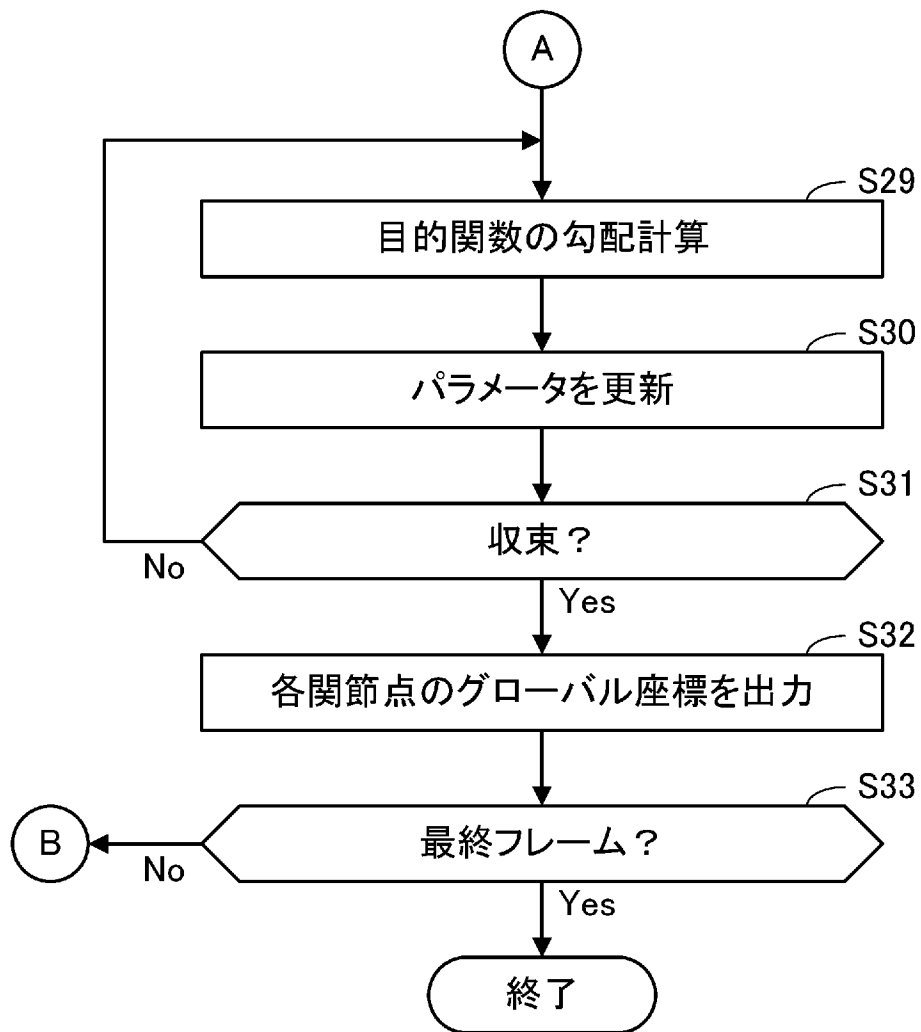 A
S29
目的関数の勾配計算
S30
パラメータを更新
S31
収束？
No
Yes
S32
各関節点のグローバル座標を出力
S33
最終フレーム？
B
No
Yes
終了